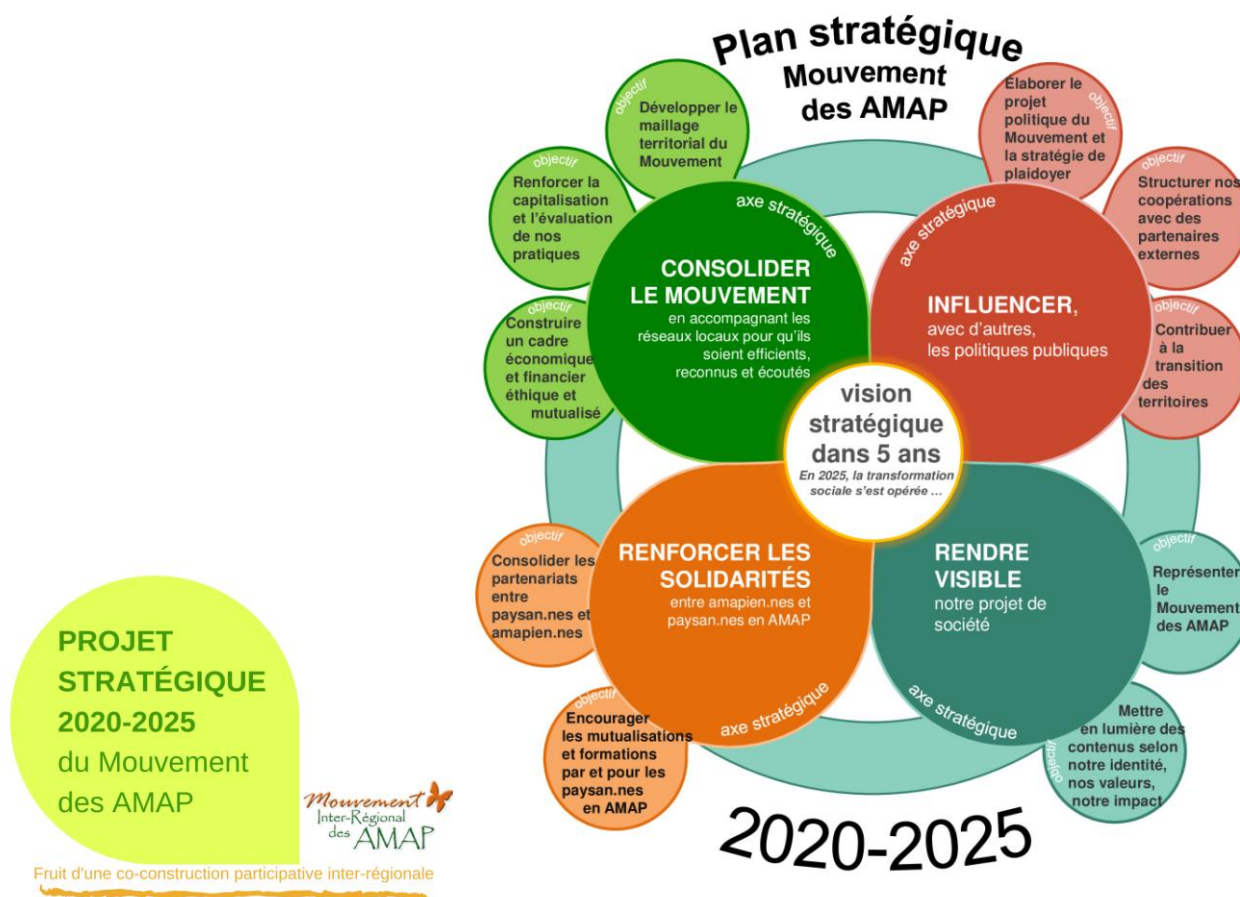 Plan stratégique
Mouvement
des AMAP
objectif
Développer le
maillage
territorial du
Mouvement
objectif
Renforcer la
capitalisation
et l'évaluation
de nos
pratiques
objectif
Construire
un cadre
économique
et financier
éthique et
mutualisé
axe stratégique
CONSOLIDER
LE MOUVEMENT
en accompagnant les
réseaux locaux pour qu'ils
soient efficients,
reconnus et écoutés
objectif
Élaborer le
projet
politique du
Mouvement et
la stratégie de
plaidoyer
objectif
Structurer nos
coopérations
avec des
partenaires
externes
objectif
Contribuer
à la
transition
des
territoires
axe stratégique
INFLUENCER,
avec d'autres,
les politiques publiques
vision
stratégique
dans 5 ans
En 2025, la transformation
sociale s'est opérée ...
objectif
Consolider les
partenariats
entre
paysan.nes et
amapien.nes
objectif
Encourager
les mutualisations
et formations
par et pour les
paysan.nes
en AMAP
RENFORCER LES
SOLIDARITÉS
entre amapien.nes et
paysan.nes en AMAP
axe stratégique
RENDRE
VISIBLE
notre projet de
société
axe stratégique
objectif
Représenter
le
Mouvement
des AMAP
objectif
Mettre
en lumière des
contenus selon
notre identité,
nos valeurs,
notre impact
2020-2025
PROJET
STRATÉGIQUE
2020-2025
du Mouvement
des AMAP
Mouvement
Inter-Régional
des AMAP
Fruit d'une co-construction participative inter-régionale